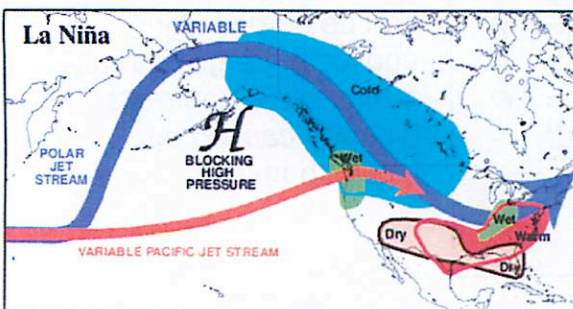 La Niña
VARIABLE
Cold
H
BLOCKING
HIGH
PRESSURE
POLAR
JET
STREAM
Wet
VARIABLE PACIFIC JET STREAM
Wet
Dry
Warm
Dry